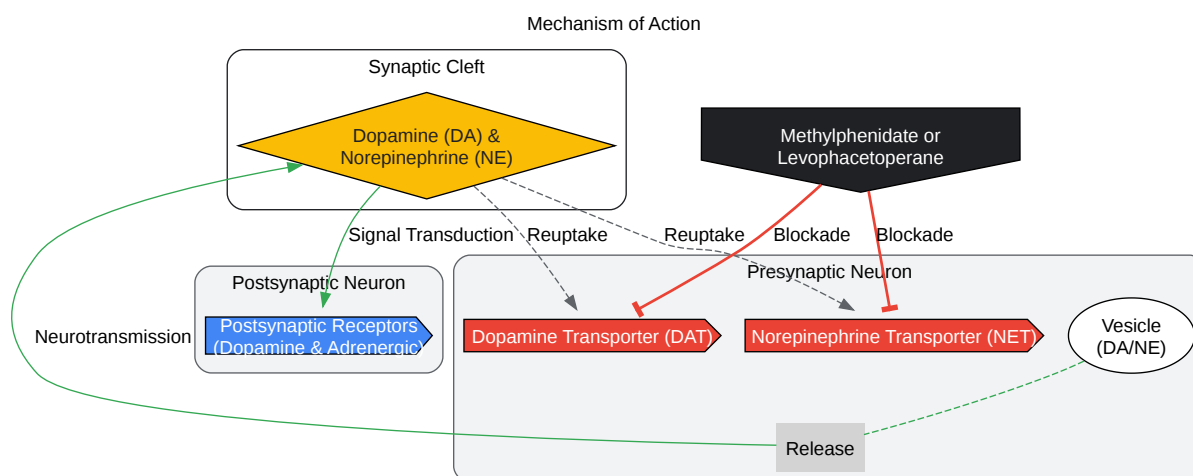 Mechanism of Action
Synaptic Cleft
Dopamine (DA) &
Norepinephrine (NE)
Methylphenidate or
Levophacetoperane
Signal Transduction
Reuptake
Reuptake
Blockade
Blockade
Postsynaptic Neuron
Presynaptic Neuron
Neurotransmission
Postsynaptic Receptors
(Dopamine & Adrenergic)
Dopamine Transporter (DAT)
Norepinephrine Transporter (NET)
Vesicle
(DA/NE)
Release